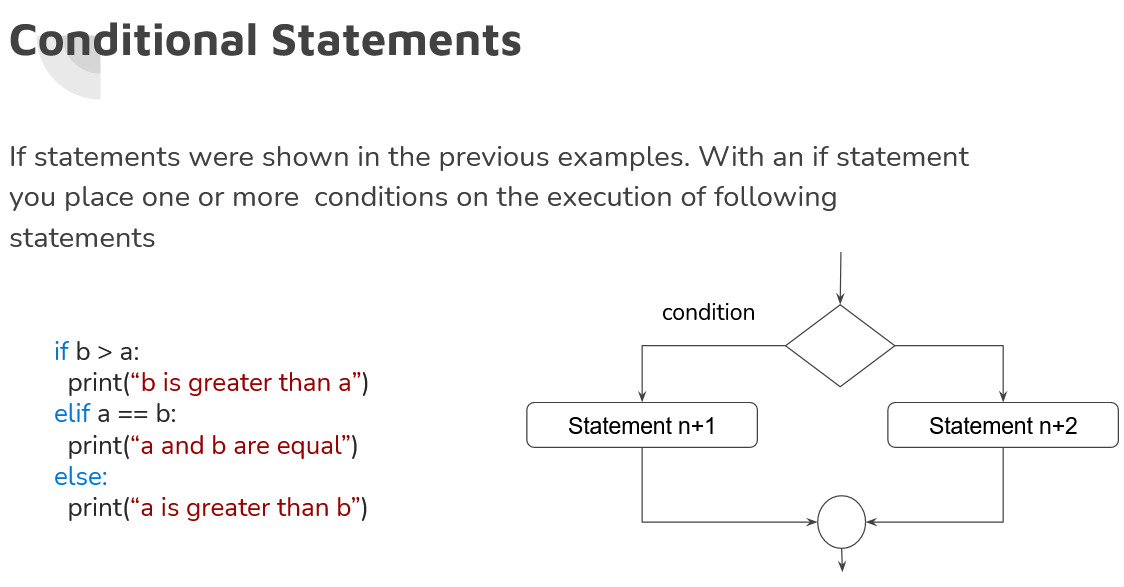 Conditional Statements
If statements were shown in the previous examples. With an if statement
you place one or more  conditions on the execution of following
statements
if b > a:
  print(“b is greater than a”)
elif a == b:
  print(“a and b are equal”)
else:
  print(“a is greater than b”)
condition
Statement n+1
Statement n+2